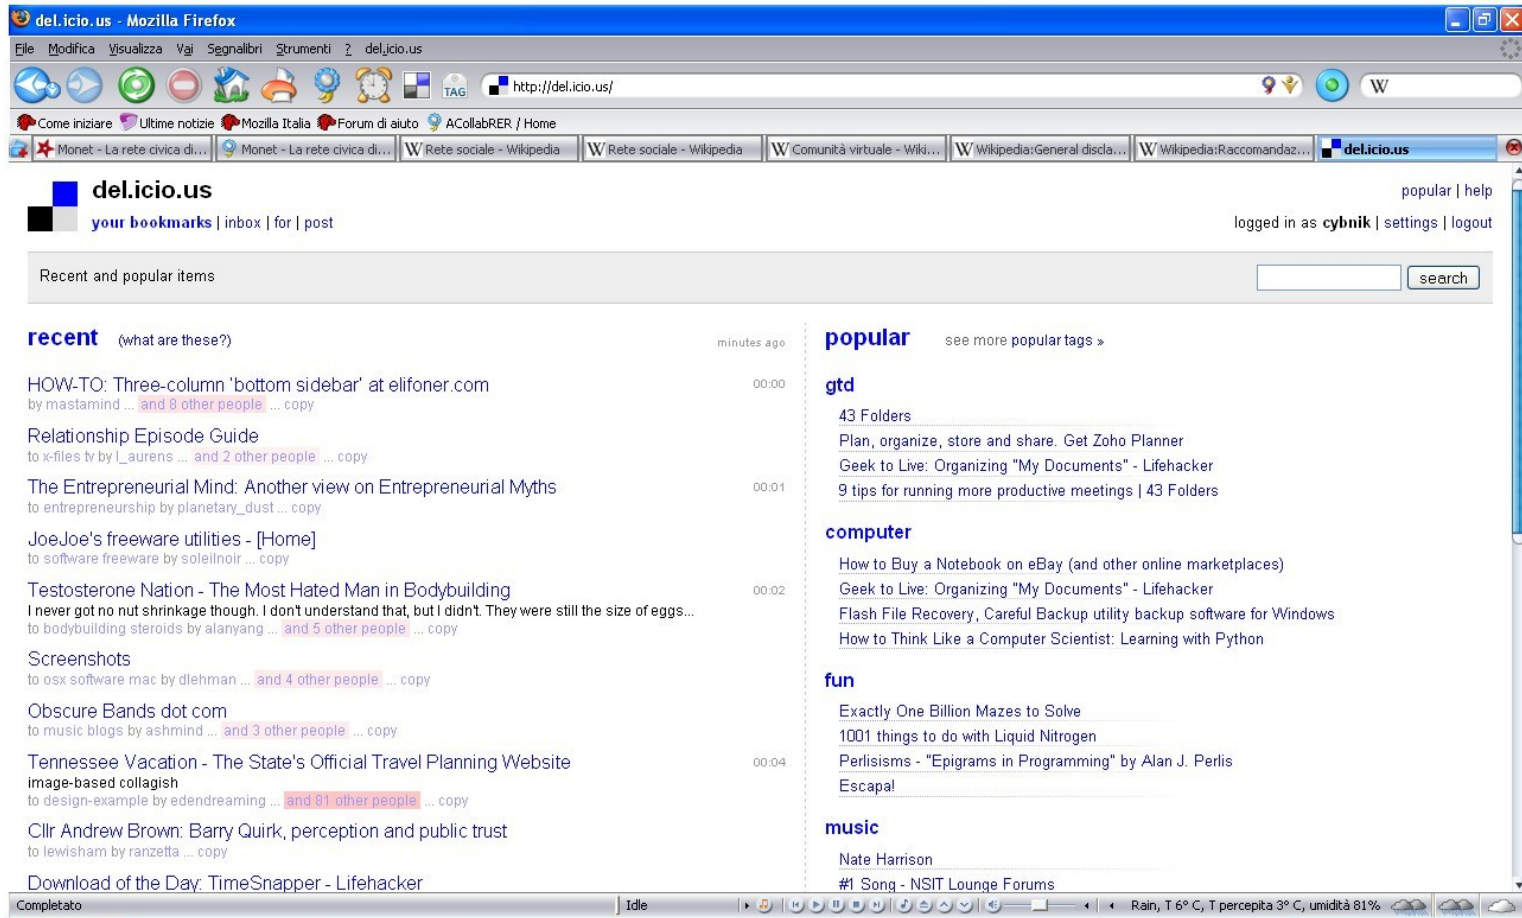 del.icio.us - Mozilla Firefox
File Modifica Visualizza Vai Segnalibri Strumenti ? del.icio.us
TAG http://del.icio.us/ W
Come iniziare Ultime notizie Mozilla Italia Forum di aiuto ACollabRER / Home
Monet - La rete civica di... Monet - La rete civica di... W Rete sociale - Wikipedia W Rete sociale - Wikipedia W Comunità virtuale - Wiki... W Wikipedia:General discla... W Wikipedia:Raccomandaz... del.icio.us
del.icio.us
popular | help
your bookmarks | inbox | for | post
logged in as cybnik | settings | logout
Recent and popular items
search
recent (what are these?) minutes ago
HOW-TO: Three-column 'bottom sidebar' at elifoner.com 00:00
by mastamind ... and 8 other people ... copy
Relationship Episode Guide
to x-files tv by l_aurens ... and 2 other people ... copy
The Entrepreneurial Mind: Another view on Entrepreneurial Myths 00:01
to entrepreneurship by planetary_dust ... copy
JoeJoe's freeware utilities - [Home]
to software freeware by soleilnoir ... copy
Testosterone Nation - The Most Hated Man in Bodybuilding 00:02
I never got no nut shrinkage though. I don't understand that, but I didn't. They were still the size of eggs...
to bodybuilding steroids by alanyang ... and 5 other people ... copy
Screenshots
to osx software mac by dlehman ... and 4 other people ... copy
Obscure Bands dot com
to music blogs by ashmind ... and 3 other people ... copy
Tennessee Vacation - The State's Official Travel Planning Website 00:04
image-based collagish
to design-example by edendreaming ... and 81 other people ... copy
Cllr Andrew Brown: Barry Quirk, perception and public trust
to lewisham by ranzetta ... copy
Download of the Day: TimeSnapper - Lifehacker
popular see more popular tags »
gtd
43 Folders
Plan, organize, store and share. Get Zoho Planner
Geek to Live: Organizing "My Documents" - Lifehacker
9 tips for running more productive meetings | 43 Folders
computer
How to Buy a Notebook on eBay (and other online marketplaces)
Geek to Live: Organizing "My Documents" - Lifehacker
Flash File Recovery, Careful Backup utility backup software for Windows
How to Think Like a Computer Scientist: Learning with Python
fun
Exactly One Billion Mazes to Solve
1001 things to do with Liquid Nitrogen
Perlisisms - "Epigrams in Programming" by Alan J. Perlis
Escapa!
music
Nate Harrison
#1 Song - NSIT Lounge Forums
Completato Idle Rain, T 6° C, T percepita 3° C, umidità 81%